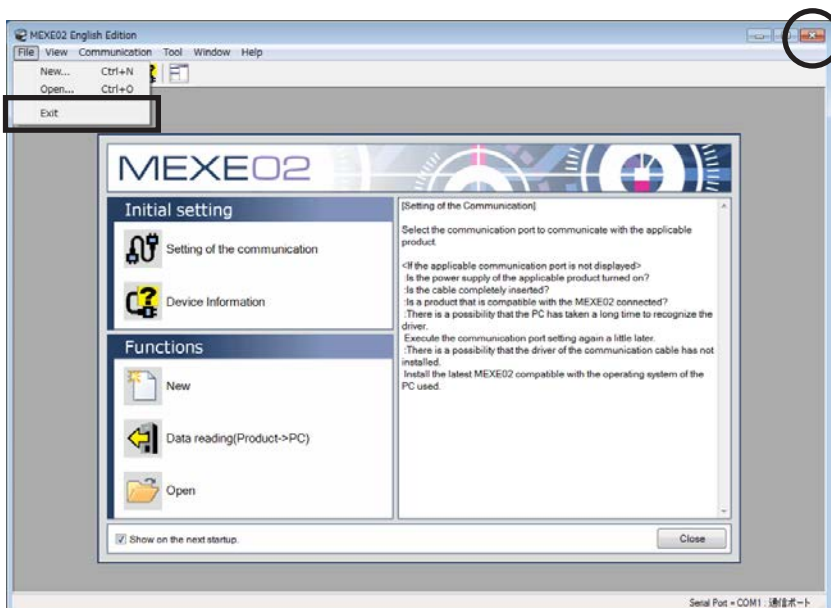 MEXE02 English Edition
File View Communication Tool Window Help
New... Ctrl+N
Open... Ctrl+O
Exit
MEXE02
Initial setting
Setting of the communication
Device Information
Functions
New
Data reading(Product->PC)
Open
[Setting of the Communication]
Select the communication port to communicate with the applicable
product.
<If the applicable communication port is not displayed>
:Is the power supply of the applicable product turned on?
:Is the cable completely inserted?
:Is a product that is compatible with the MEXE02 connected?
:There is a possibility that the PC has taken a long time to recognize the
driver.
Execute the communication port setting again a little later.
:There is a possibility that the driver of the communication cable has not
installed.
Install the latest MEXE02 compatible with the operating system of the
PC used.
Show on the next startup.
Close
Serial Port = COM1 : 通信ポート